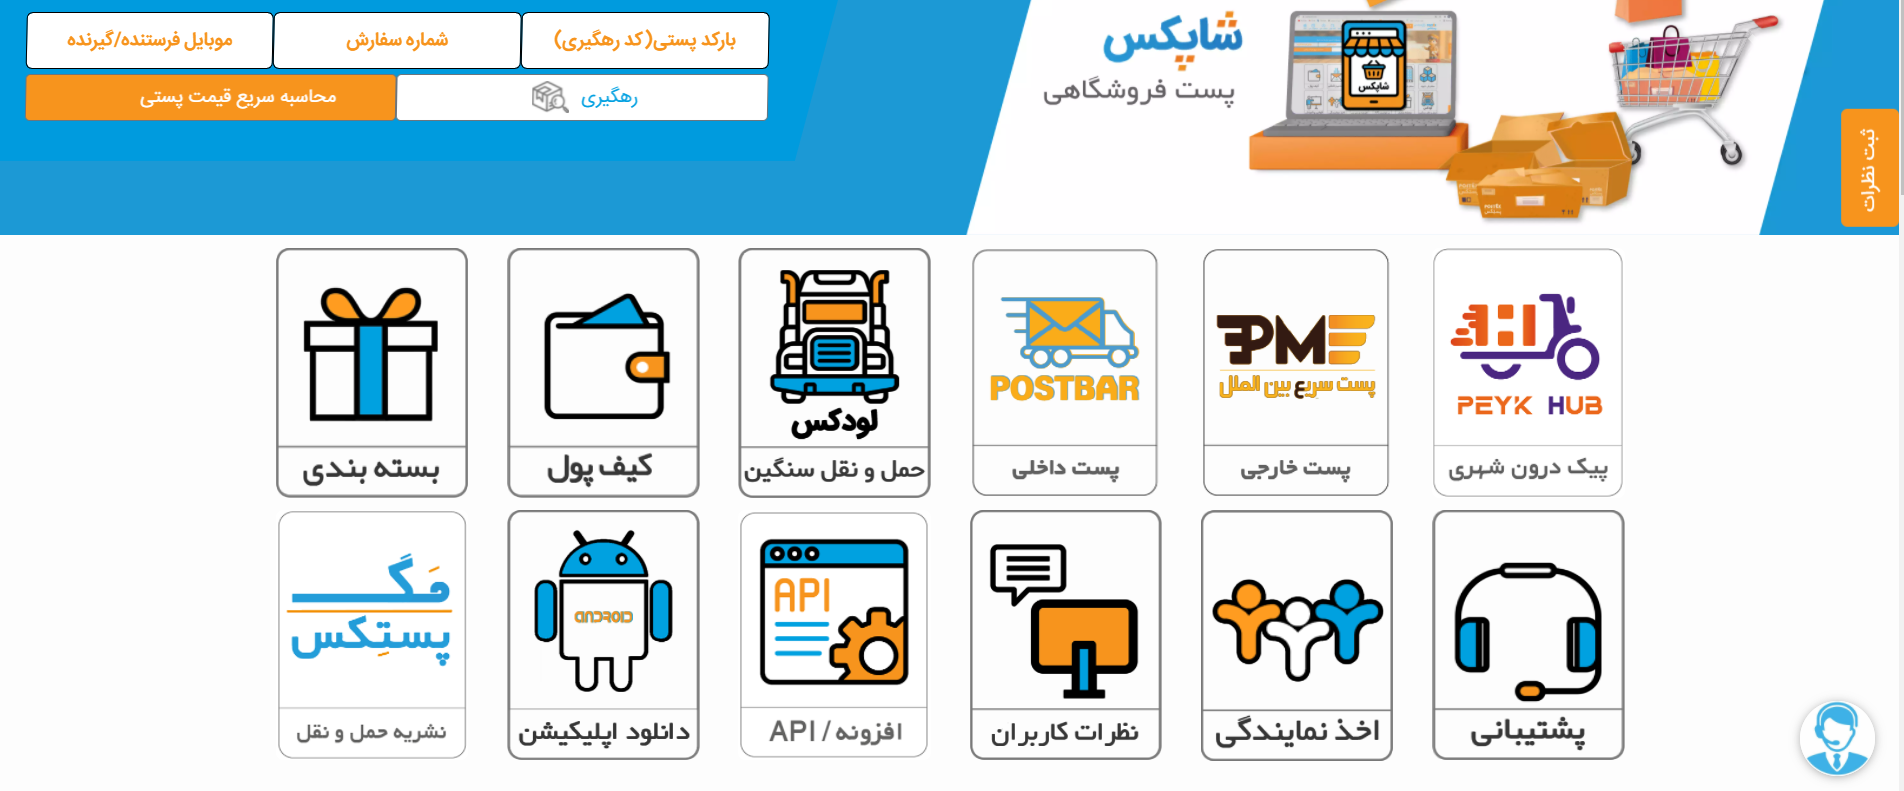 بارکد پستی(کد رهگیری)
شماره سفارش
موبایل فرستنده/گیرنده
رهگیری
محاسبه سریع قیمت پستی
شاپکس
پست فروشگاهی
شاپکس
ثبت نظرات
PEYK HUB
پیک درون شهری
PME
پست سریع بین الملل
پست خارجی
POSTBAR
پست داخلی
لودکس
حمل و نقل سنگین
کیف پول
بسته بندی
پشتیبانی
اخذ نمایندگی
نظرات کاربران
API
افزونه / API
ANDROID
دانلود اپلیکیشن
مَگ
پستِکس
نشریه حمل و نقل